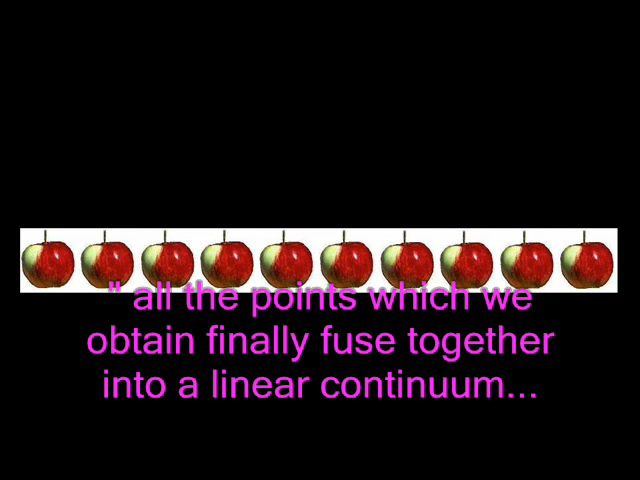 " all the points which we
obtain finally fuse together
into a linear continuum...